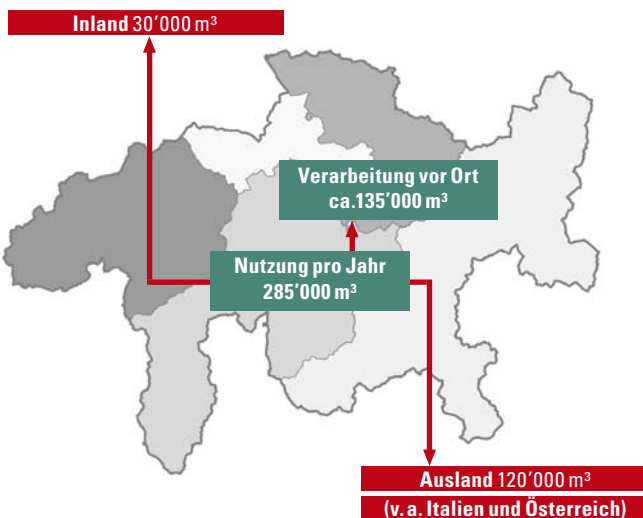 Inland 30’000 m³
Verarbeitung vor Ort
ca.135’000 m³
Nutzung pro Jahr
285’000 m³
Ausland 120’000 m³
(v. a. Italien und Österreich)